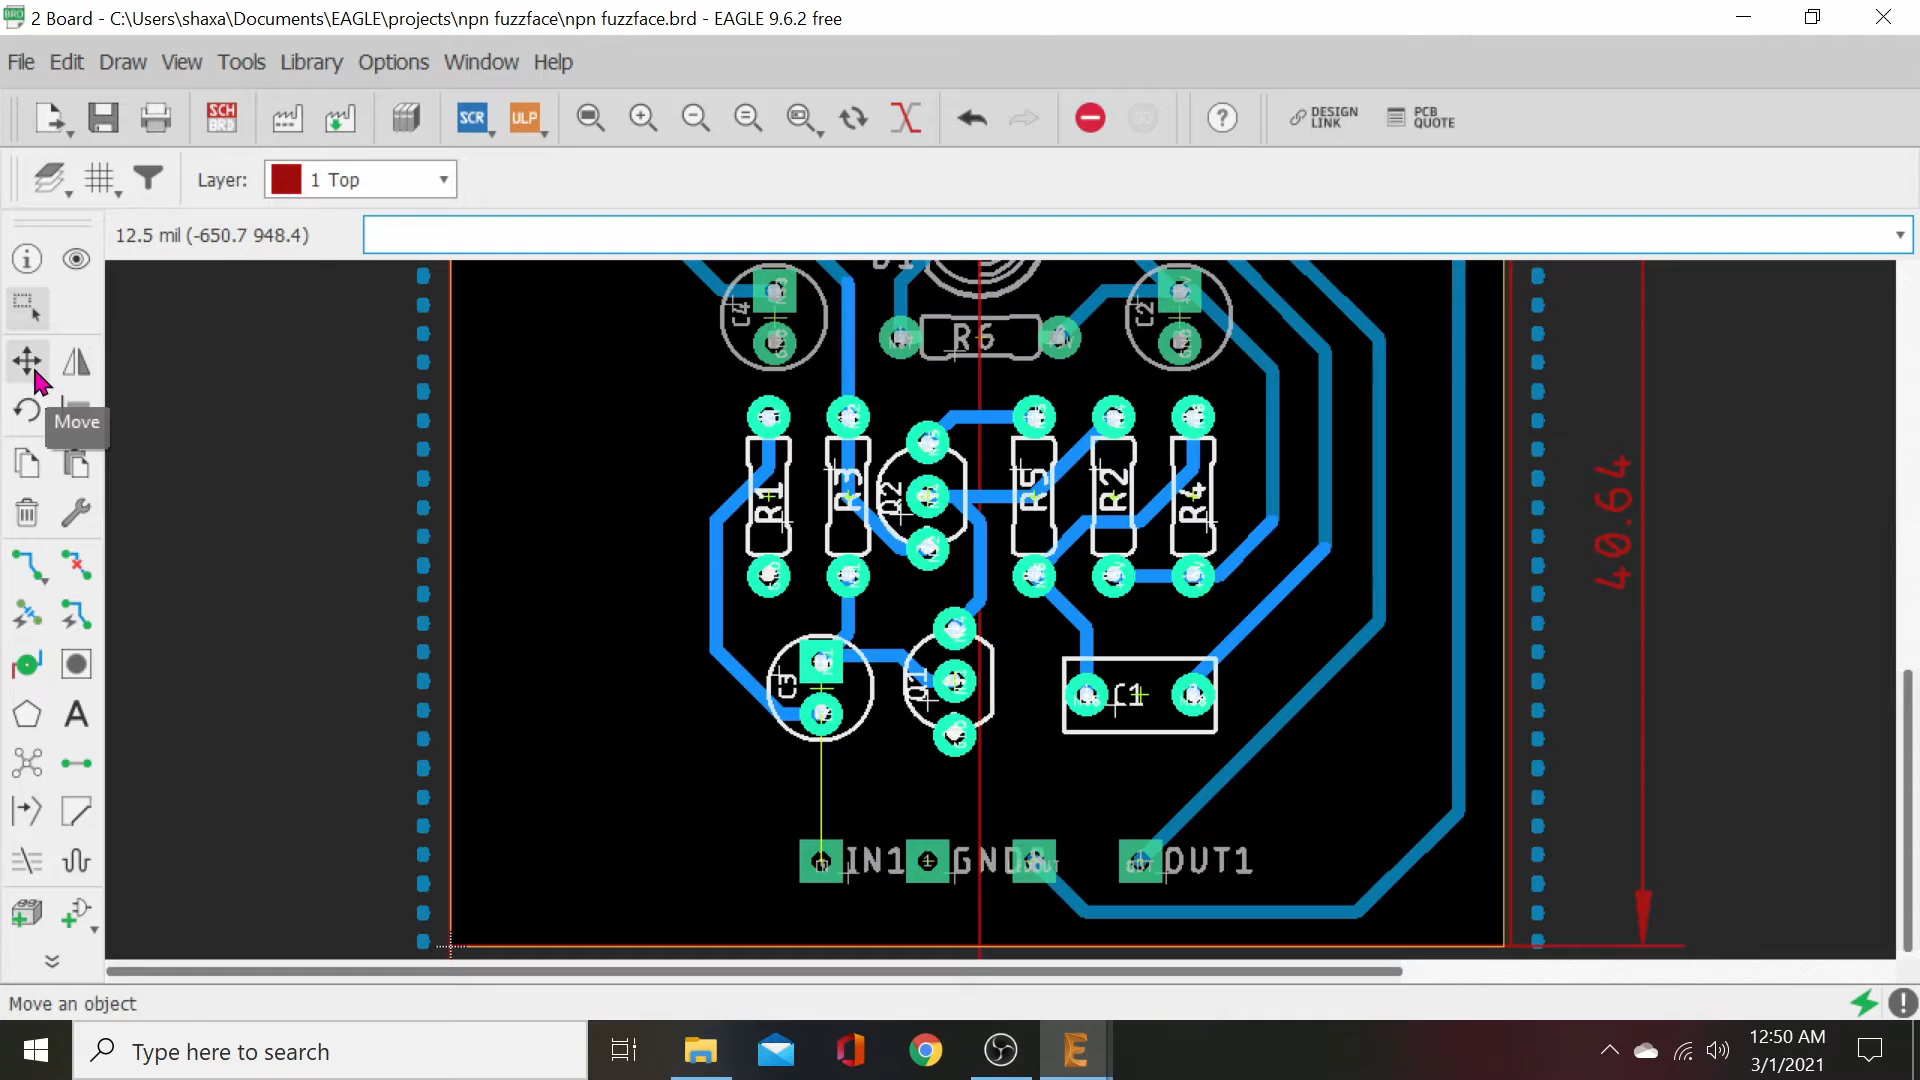 2 Board - C:\Users\shaxa\Documents\EAGLE\projects\npn fuzzface\npn fuzzface.brd - EAGLE 9.6.2 free
File Edit Draw View Tools Library Options Window Help
SCH BRD SCR ULP DESIGN LINK PCB QUOTE
Layer: 1 Top
12.5 mil (-650.7 948.4)
Move
C4 R6 C2
R1 R3 Q2 R5 R2 R4
40.64
C3 Q1 C1
IN1 GND OUT1
Move an object
Type here to search
12:50 AM
3/1/2021